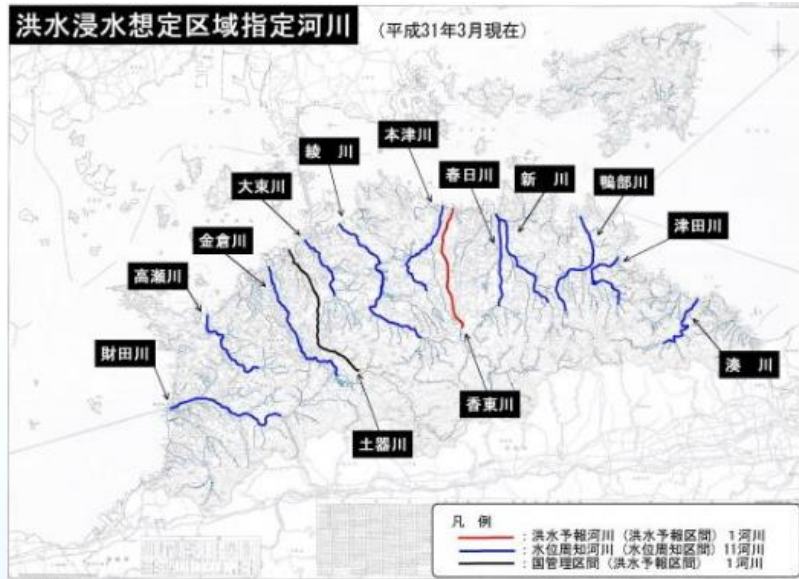 洪水浸水想定区域指定河川
(平成31年3月現在)
本津川
綾 川
春日川
新 川
鴨部川
大東川
津田川
金倉川
高瀬川
財田川
湊 川
香東川
土器川
凡 例
:洪水予報河川(洪水予報区間) 1河川
:水位周知河川(水位周知区間) 11河川
:国管理区間(洪水予報区間) 1河川